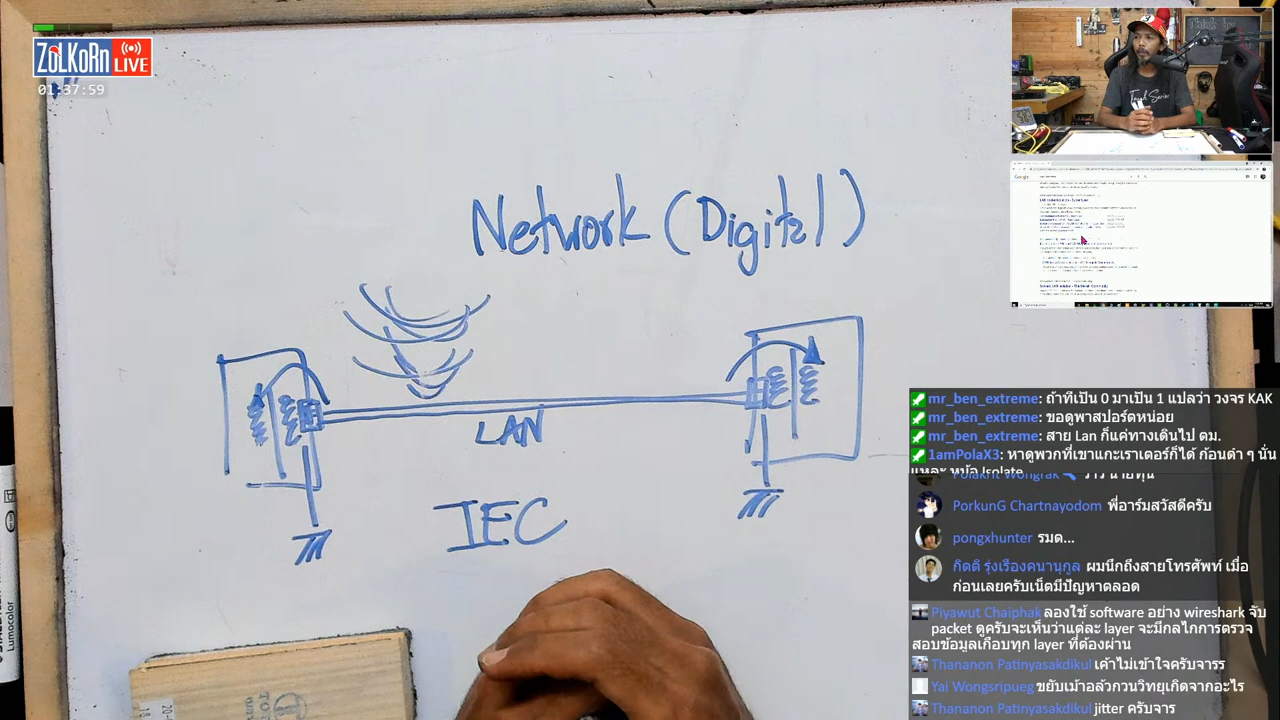 ZoLKoRn LIVE
01:37:59
Network (Digital)
LAN
IEC
mr_ben_extreme: ถ้าทีเป็น 0 มาเป็น 1 แปลว่า วงจร KAK
mr_ben_extreme: ขอดูพาสปอร์ตหน่อย
mr_ben_extreme: สาย Lan ก็แค่ทางเดินไป ตม.
1amPolaX3: หาดูพวกที่เขาแกะเราเตอร์ก็ได้ ก้อนดำ ๆ นั่น
แหละ หม้อ Isolate
Polakrit Wongrak
PorkunG Chartnayodom พี่อาร์มสวัสดีครับ
pongxhunter รมต...
กิตติ รุ่งเรืองคนานุกูล ผมนึกถึงสายโทรศัพท์ เมื่อ
ก่อนเลยครับเน็ตมีปัญหาตลอด
Piyawut Chaiphak ลองใช้ software อย่าง wireshark จับ
packet ดูครับจะเห็นว่าแต่ละ layer จะมีกลไกการตรวจ
สอบข้อมูลเกือบทุก layer ที่ต้องผ่าน
Thananon Patinyasakdikul เค้าไม่เข้าใจครับจารร
Yai Wongsripueg ขยับเม้าอล้วกวนวิทยุเกิดจากอะไร
Thananon Patinyasakdikul jitter ครับจาร
Lumocolor